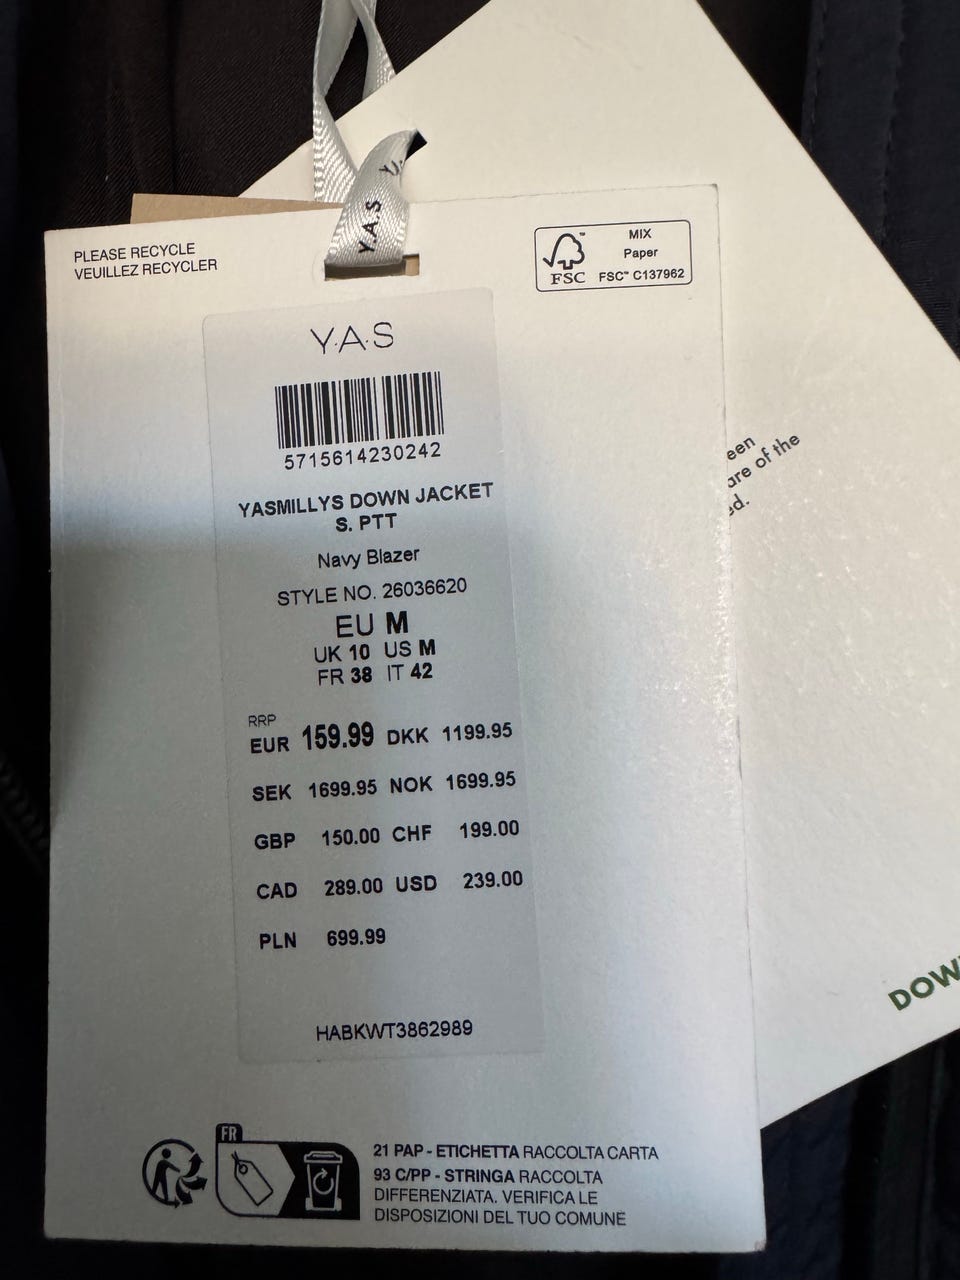 Y.A.S
Y.
PLEASE RECYCLE
VEUILLEZ RECYCLER
FSC™
MIX
Paper
FSC™ C137962
Y.A.S
5715614230242
YASMILLYS DOWN JACKET
S. PTT
Navy Blazer
STYLE NO. 26036620
EU M
UK 10 US M
FR 38 IT 42
RRP
EUR 159.99 DKK 1199.95
SEK 1699.95 NOK 1699.95
GBP 150.00 CHF 199.00
CAD 289.00 USD 239.00
PLN 699.99
HABKWT3862989
FR
21 PAP - ETICHETTA RACCOLTA CARTA
93 C/PP - STRINGA RACCOLTA
DIFFERENZIATA. VERIFICA LE
DISPOSIZIONI DEL TUO COMUNE
een
are of the
ed.
DOW